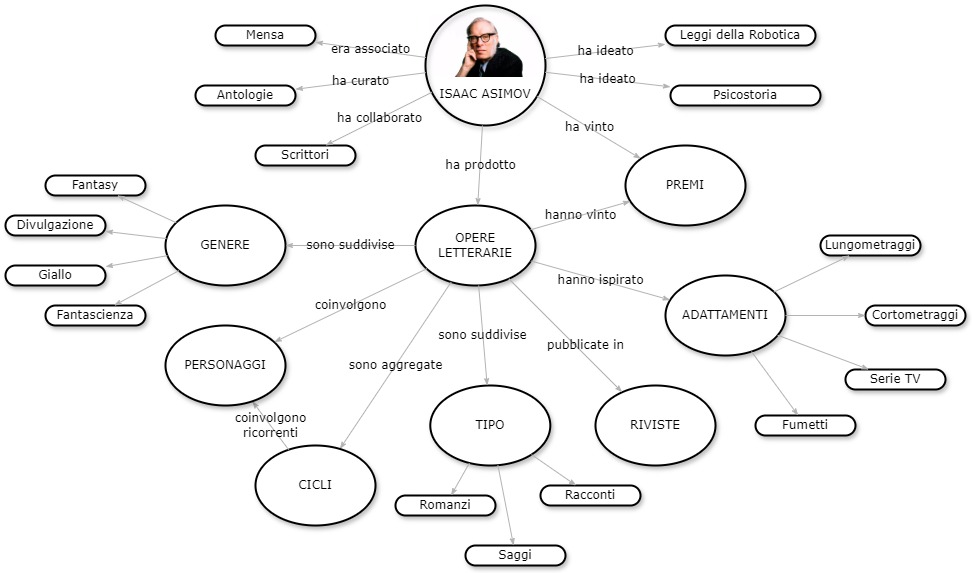 Mensa
era associato
ha ideato
Leggi della Robotica
Antologie
ha curato
ISAAC ASIMOV
ha ideato
Psicostoria
Scrittori
ha collaborato
ha vinto
ha prodotto
PREMI
Fantasy
Divulgazione
Giallo
Fantascienza
GENERE
sono suddivise
OPERE
LETTERARIE
hanno vinto
hanno ispirato
ADATTAMENTI
Lungometraggi
Cortometraggi
Serie TV
Fumetti
coinvolgono
PERSONAGGI
sono aggregate
sono suddivise
pubblicate in
coinvolgono
ricorrenti
CICLI
TIPO
RIVISTE
Romanzi
Racconti
Saggi